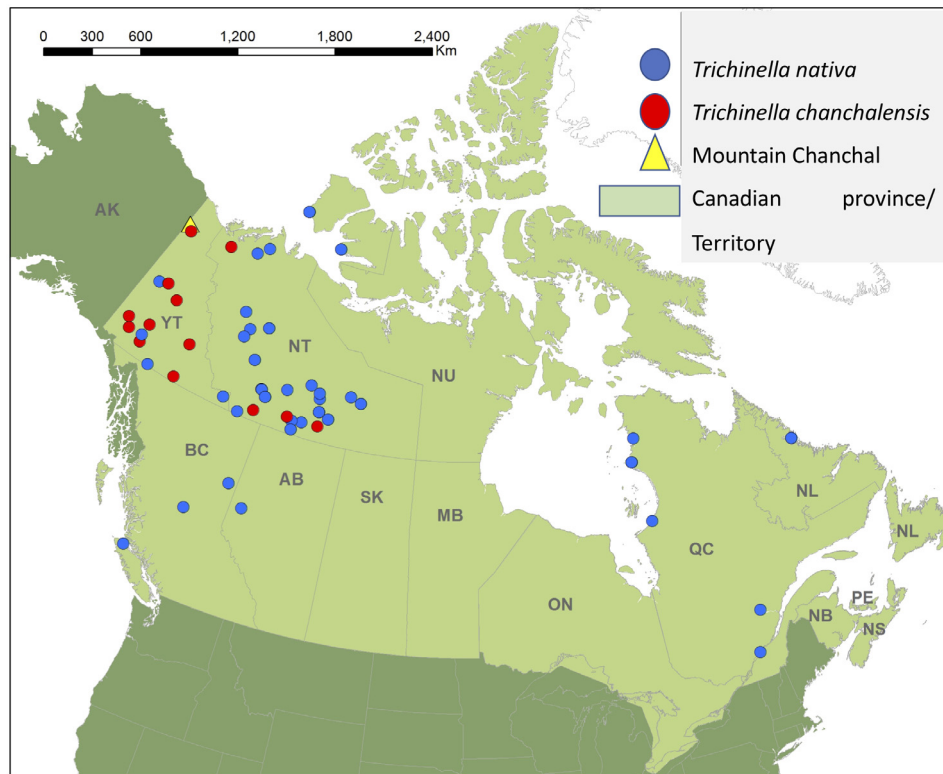 0 300 600 1,200 1,800 2,400
Km
Trichinella nativa
Trichinella chanchalensis
Mountain Chanchal
Canadian province/
Territory
AK
YT
NT
NU
BC
AB
SK
MB
ON
QC
NL
NL
PE
NB
NS